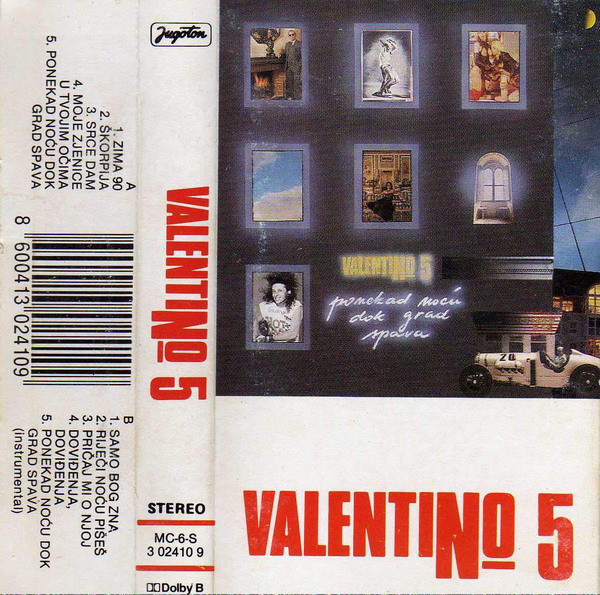 A
1. ZIMA 90
2. ŠKORPIJA
3. SRCE DAM
4. MOJE ZJENICE
U TVOJIM OČIMA
5. PONEKAD NOĆU DOK
GRAD SPAVA
8 600413 024109
B
1. SAMO BOG ZNA
2. RIJEČI NOĆU PIŠEŠ
3. PRIČAJ MI O NJOJ
4. DOVIĐENJA,
DOVIĐENJA
5. PONEKAD NOĆU DOK
GRAD SPAVA
(instrumental)
Jugoton
VALENTINO 5
STEREO
MC-6-S
3 02410 9
Dolby B
VALENTINO 5
ponekad noću
dok grad
spava
20
VALENTINO 5